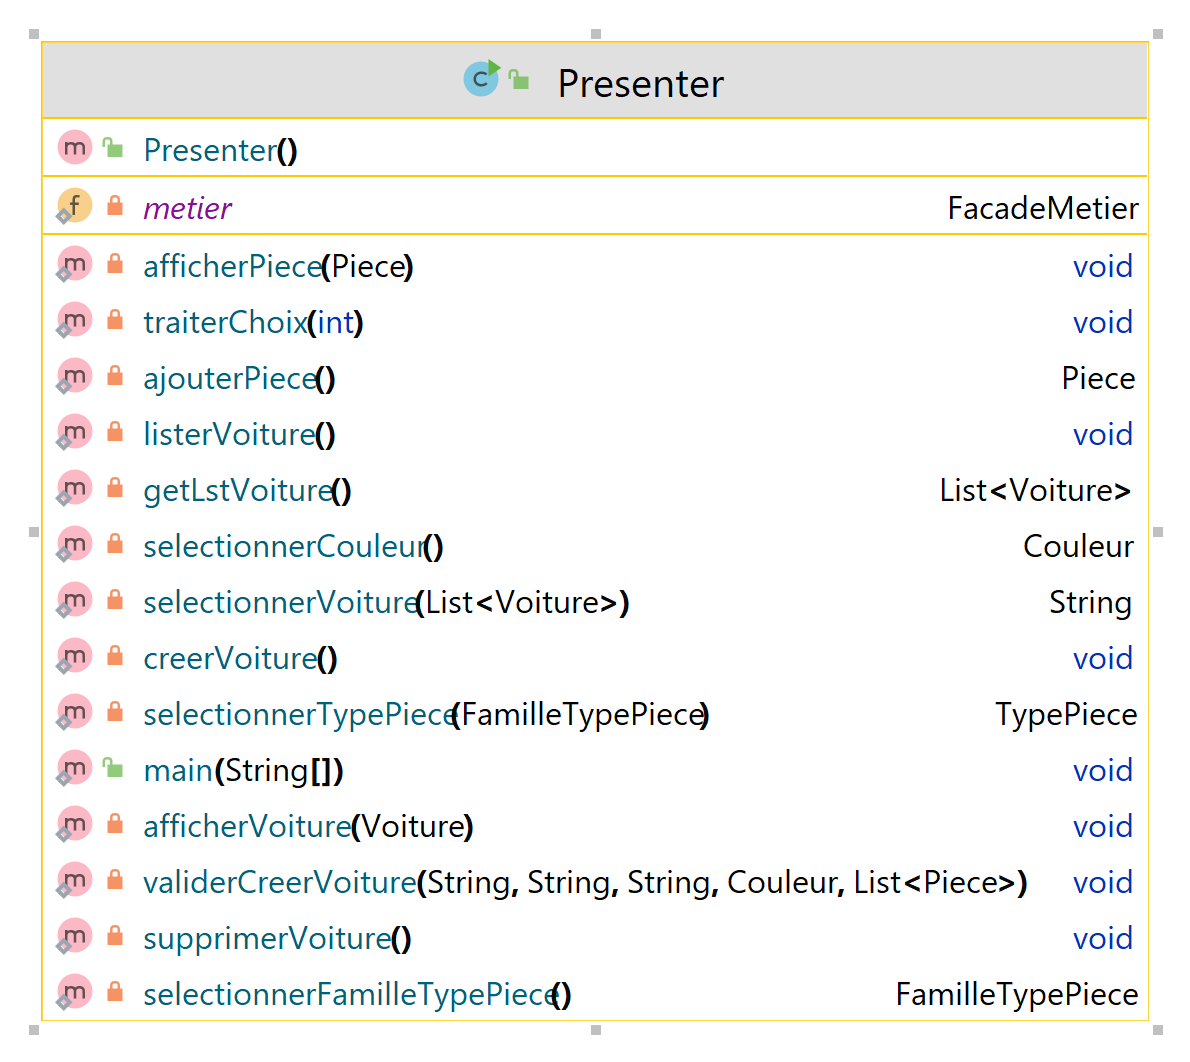 Presenter
Presenter()
metier FacadeMetier
afficherPiece(Piece) void
traiterChoix(int) void
ajouterPiece() Piece
listerVoiture() void
getLstVoiture() List<Voiture>
selectionnerCouleur() Couleur
selectionnerVoiture(List<Voiture>) String
creerVoiture() void
selectionnerTypePiece(FamilleTypePiece) TypePiece
main(String[]) void
afficherVoiture(Voiture) void
validerCreerVoiture(String, String, String, Couleur, List<Piece>) void
supprimerVoiture() void
selectionnerFamilleTypePiece() FamilleTypePiece